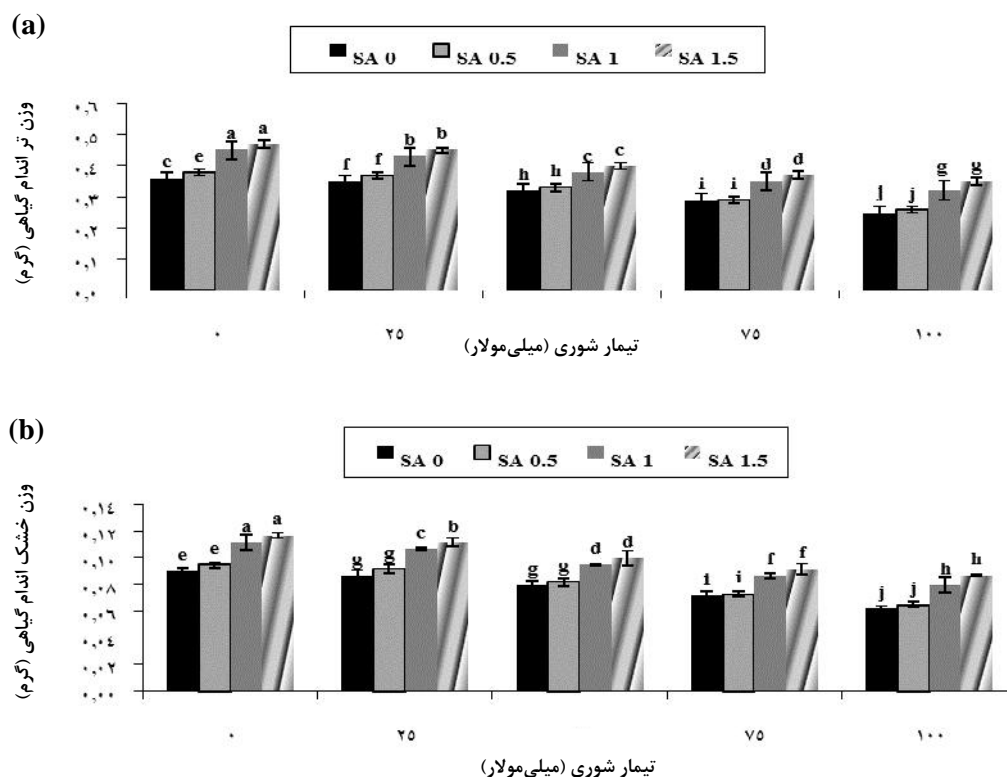 (a)
SA 0 SA 0.5 SA 1 SA 1.5
وزن تر اندام گیاهی (گرم)
۰,۶
۰,۵
۰,۴
۰,۳
۰,۲
۰,۱
۰,۰
c e a a f f b b h h c c i i d d j j g g
۰ ۲۵ ۷۵ ۱۰۰
تیمار شوری (میلی‌مولار)
(b)
SA 0 SA 0.5 SA 1 SA 1.5
وزن خشک اندام گیاهی (گرم)
۰,۱۴
۰,۱۲
۰,۱۰
۰,۰۸
۰,۰۶
۰,۰۴
۰,۰۲
۰,۰۰
e e a a g g c b g g d d i i f f j j h h
۰ ۲۵ ۷۵ ۱۰۰
تیمار شوری (میلی‌مولار)